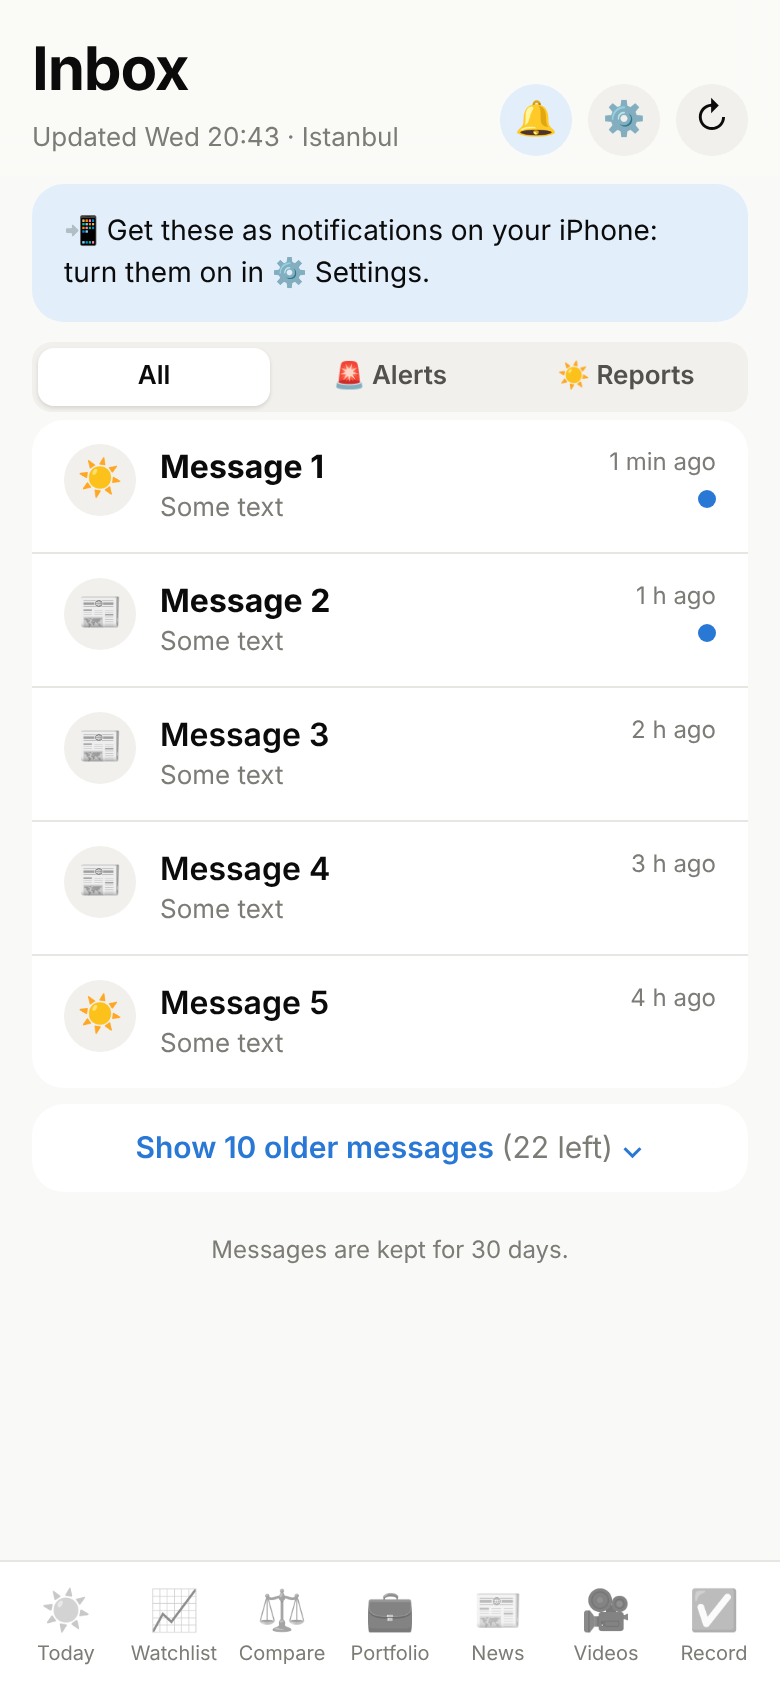 Inbox
Updated Wed 20:43 · Istanbul
Get these as notifications on your iPhone:
turn them on in ⚙️ Settings.
All
Alerts
Reports
Message 1
1 min ago
Some text
Message 2
1 h ago
Some text
Message 3
2 h ago
Some text
Message 4
3 h ago
Some text
Message 5
4 h ago
Some text
Show 10 older messages (22 left)
Messages are kept for 30 days.
Today
Watchlist
Compare
Portfolio
News
Videos
Record